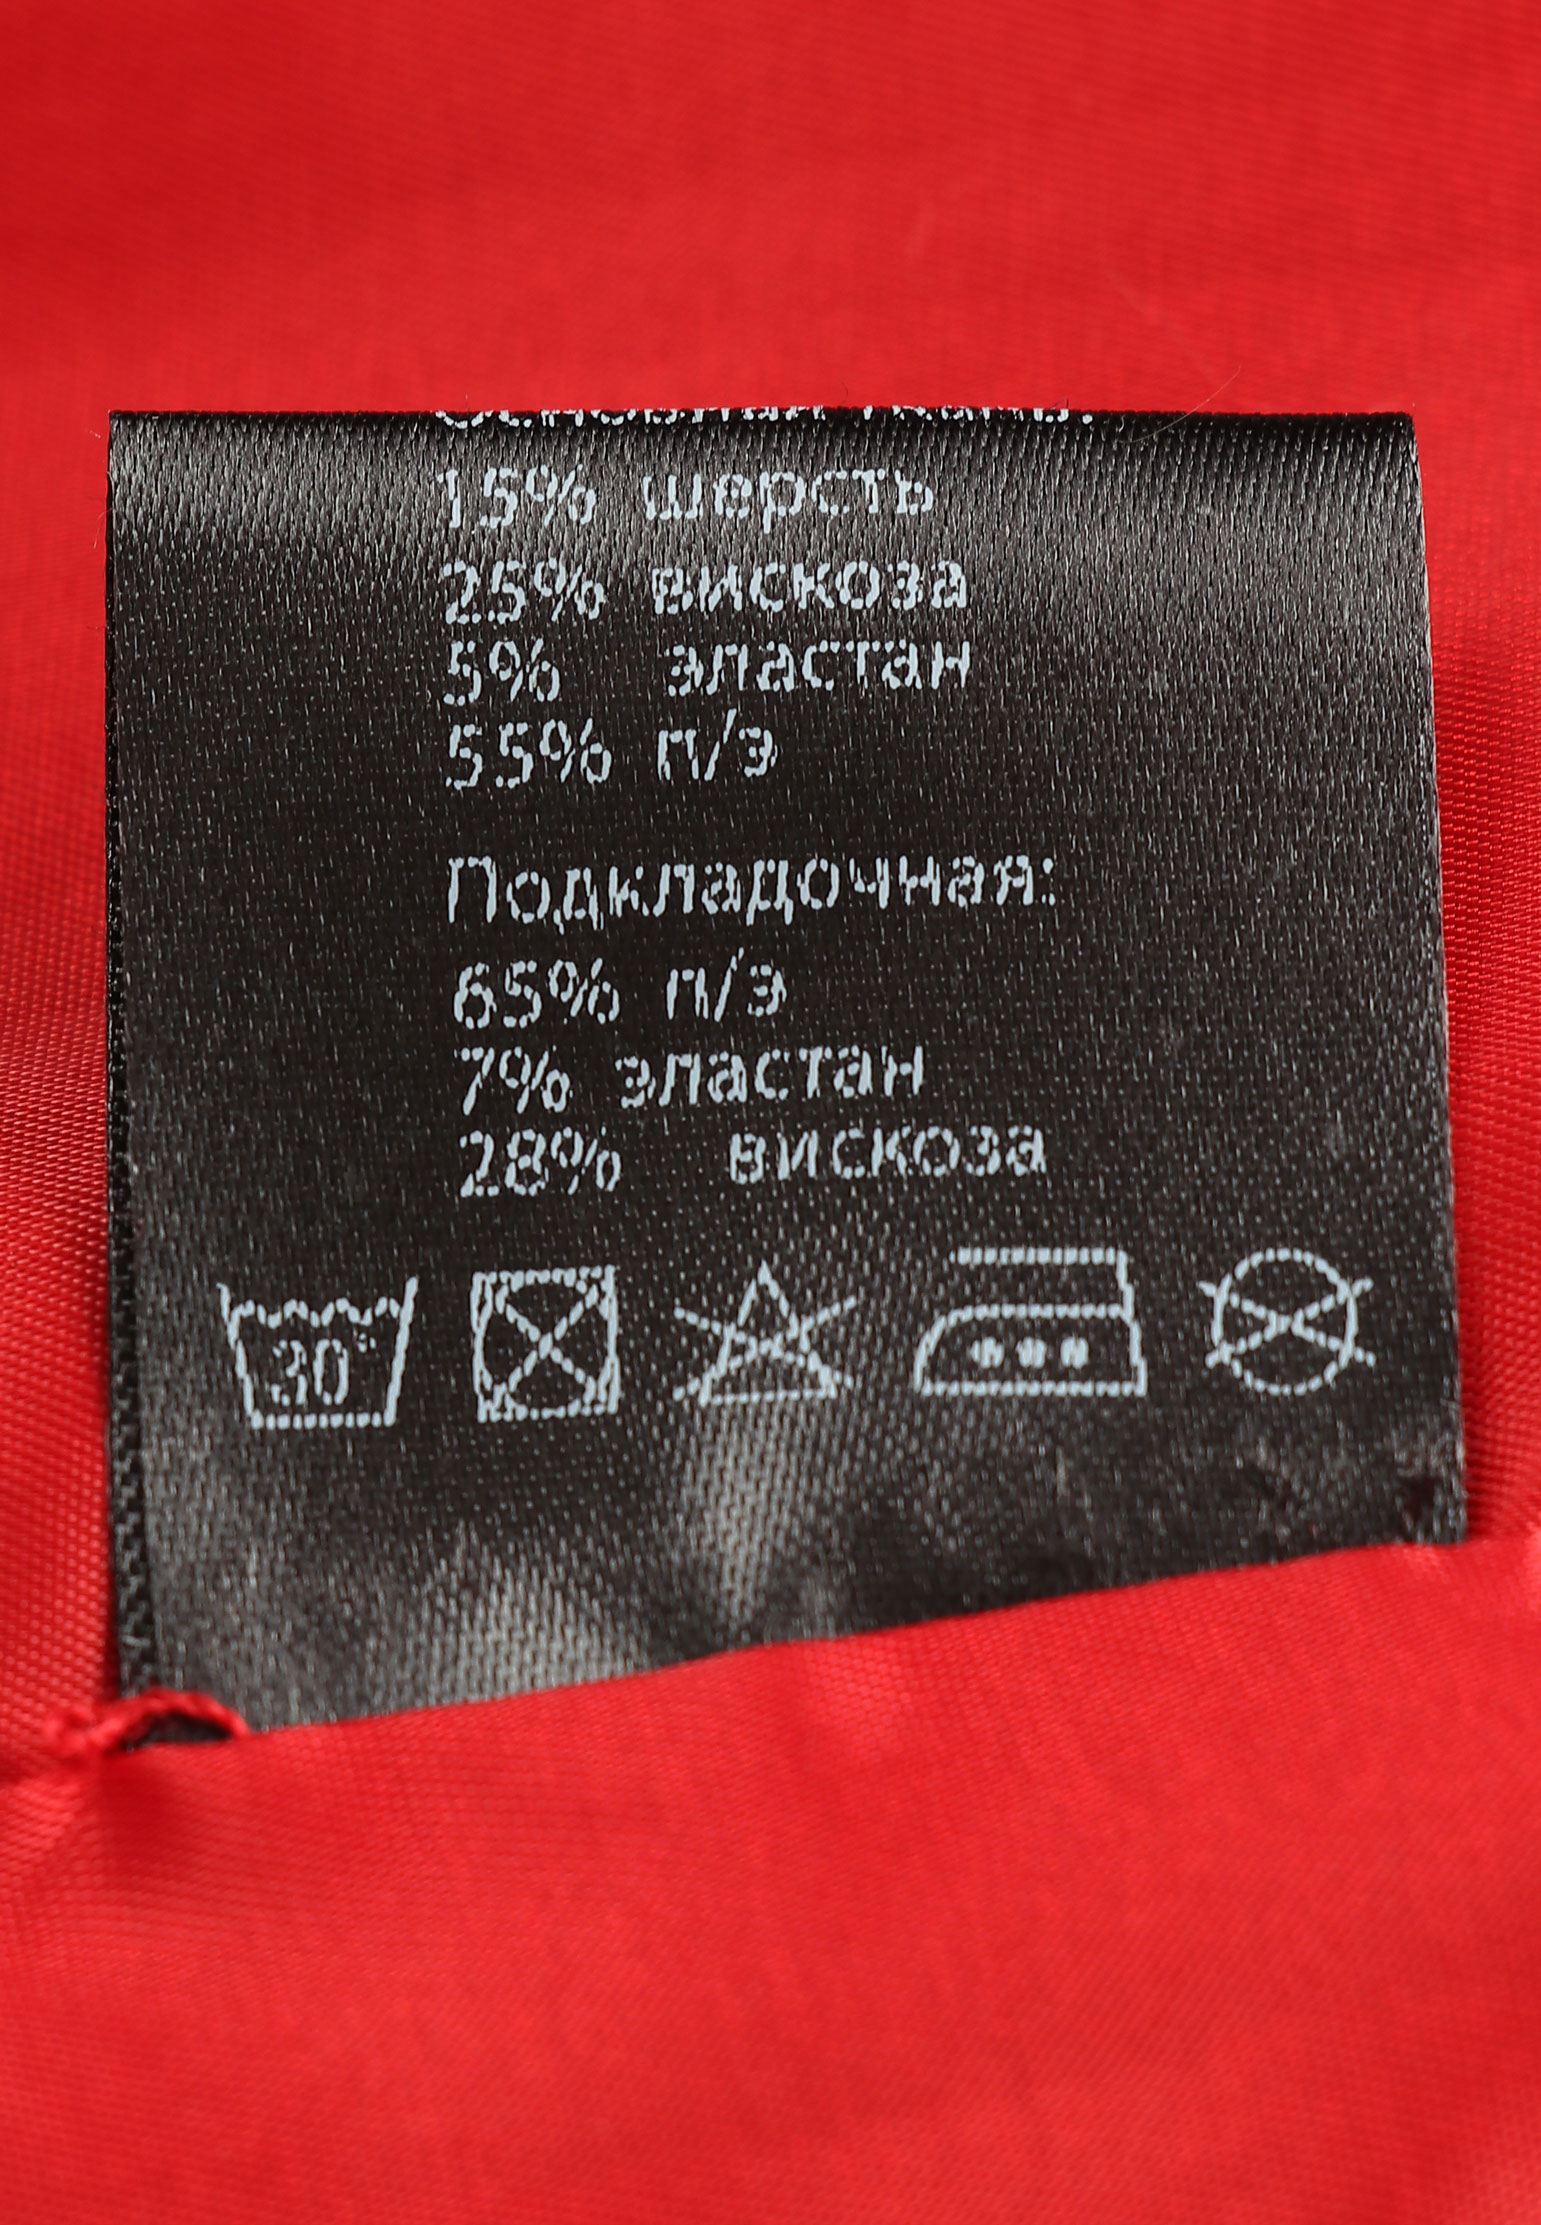 15% шерсть
25% вискоза
5% эластан
55% п/э
Подкладочная:
65% п/э
7% эластан
28% вискоза
30°